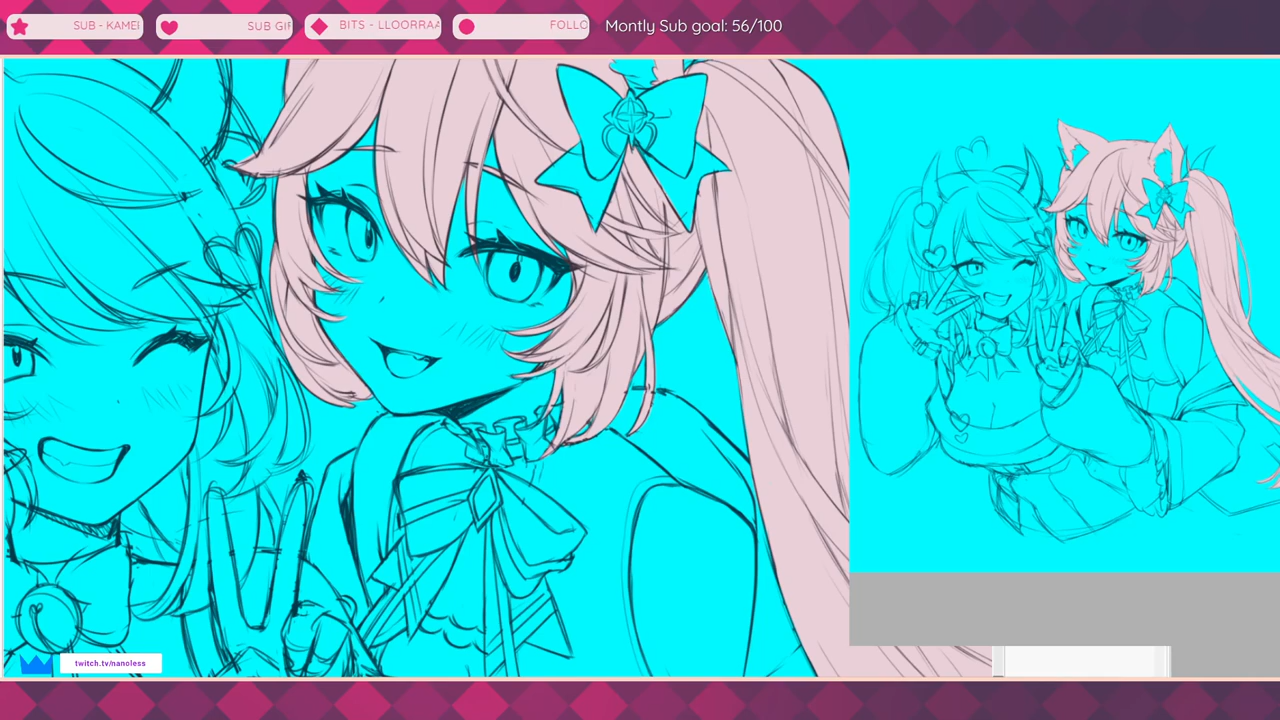 SUB - KAMEI
SUB GIF
BITS - LLOORRAA
FOLLO
Montly Sub goal: 56/100
twitch.tv/nanoless